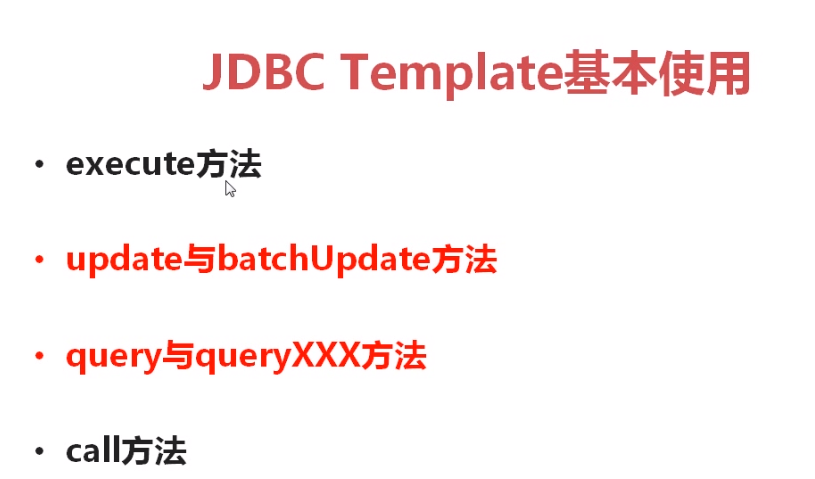 JDBC Template基本使用
• execute方法
• update与batchUpdate方法
• query与queryXXX方法
• call方法